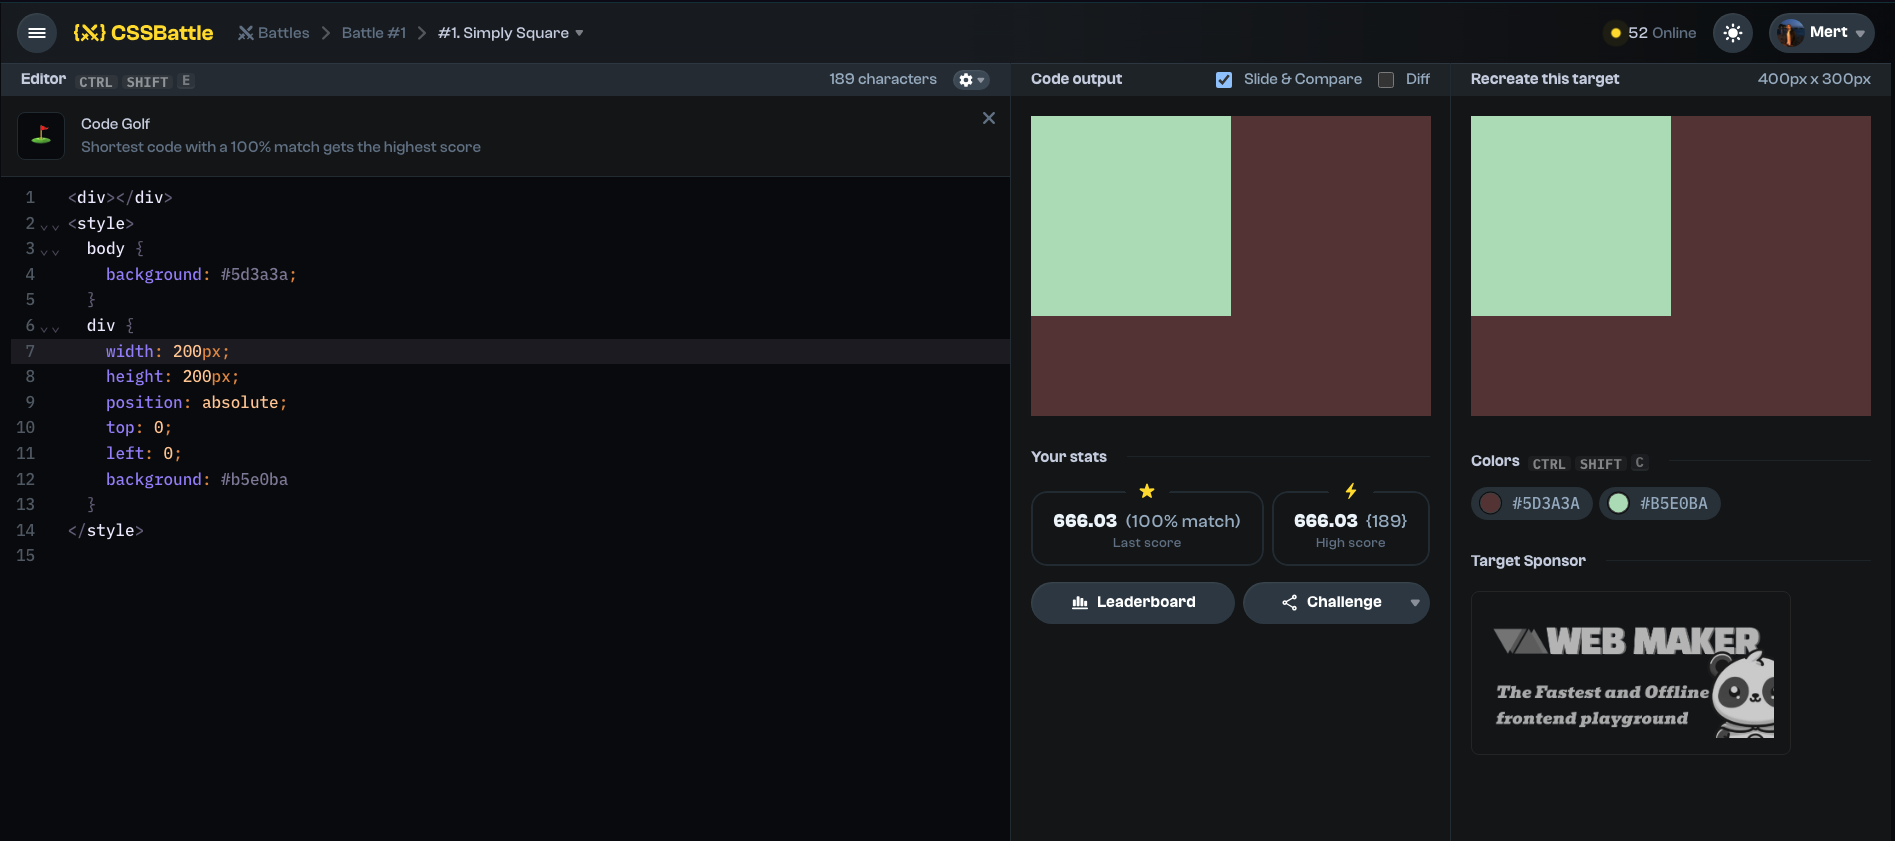 {X} CSSBattle
Battles
Battle #1
#1. Simply Square
52 Online
Mert
Editor CTRL SHIFT E
189 characters
Code Golf
Shortest code with a 100% match gets the highest score
1 <div></div>
2 <style>
3 body {
4 background: #5d3a3a;
5 }
6 div {
7 width: 200px;
8 height: 200px;
9 position: absolute;
10 top: 0;
11 left: 0;
12 background: #b5e0ba
13 }
14 </style>
15
Code output
Slide & Compare
Diff
Your stats
666.03 (100% match)
Last score
666.03 {189}
High score
Leaderboard
Challenge
Recreate this target
400px x 300px
Colors CTRL SHIFT C
#5D3A3A
#B5E0BA
Target Sponsor
WEB MAKER
The Fastest and Offline
frontend playground